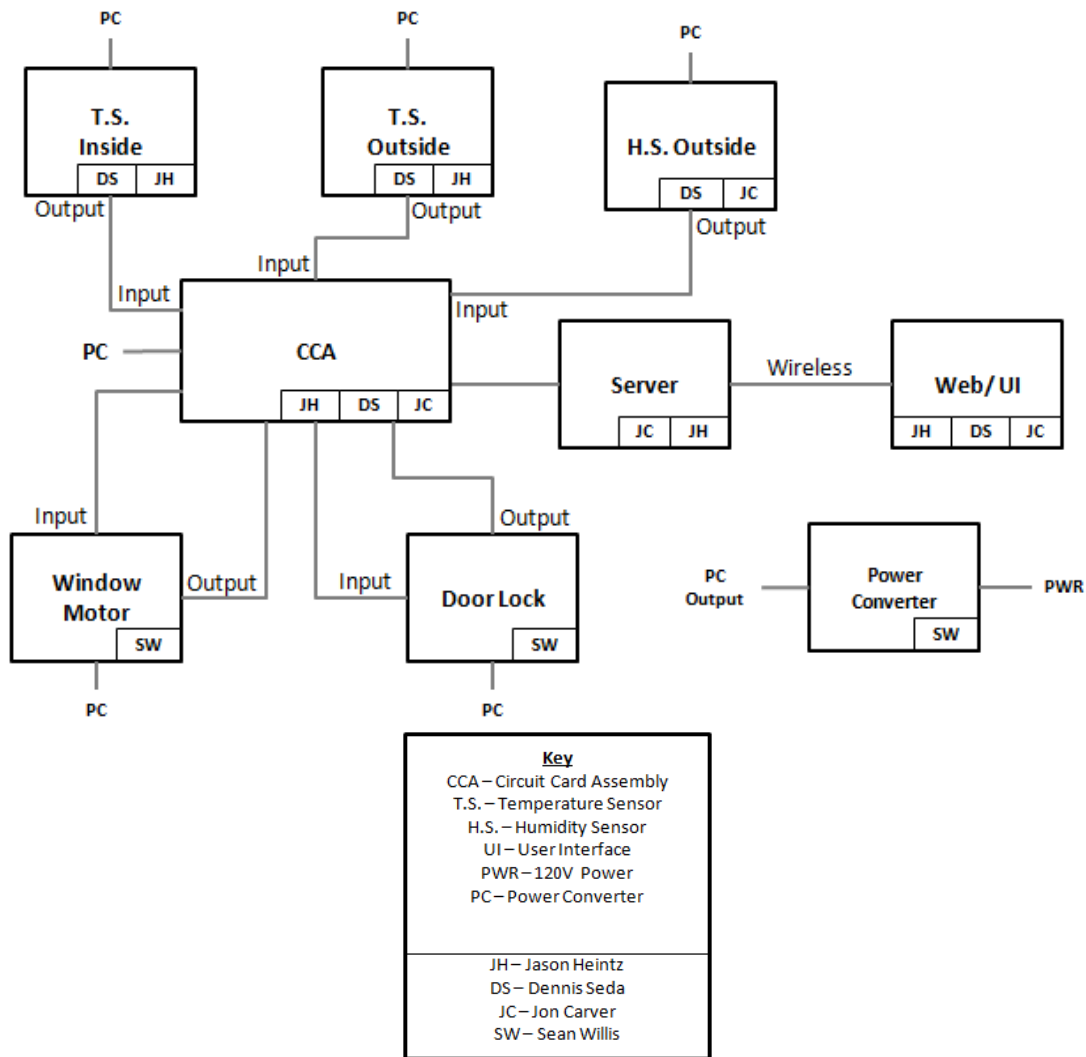 PC
PC
PC
T.S.
Inside
DS JH
T.S.
Outside
DS JH
H.S. Outside
DS JC
Output
Output
Output
Input
Input
Input
PC
CCA
JH DS JC
Server
JC JH
Wireless
Web/ UI
JH DS JC
Input
Output
Window
Motor
SW
Output
Input
Door Lock
SW
PC
Output
Power
Converter
SW
PWR
PC
PC
Key
CCA – Circuit Card Assembly
T.S. – Temperature Sensor
H.S. – Humidity Sensor
UI – User Interface
PWR – 120V Power
PC – Power Converter
JH – Jason Heintz
DS – Dennis Seda
JC – Jon Carver
SW – Sean Willis